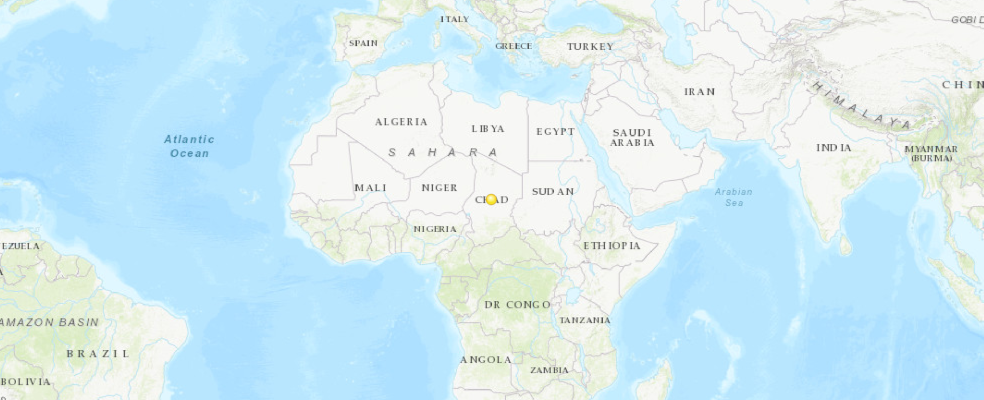 ITALY
GOBI D
SPAIN
GREECE
TURKEY
CHIN
IRAN
HIMALAYA
ALGERIA
LIBYA
EGYPT
SAUDI
ARABIA
Atlantic
Ocean
SAHARA
INDIA
MYANMAR
(BURMA)
MALI
NIGER
SUDAN
Arabian
Sea
NIGERIA
ETHIOPIA
EZUELA
DR CONGO
TANZANIA
AMAZON BASIN
BRAZIL
ANGOLA
ZAMBIA
BOLIVIA